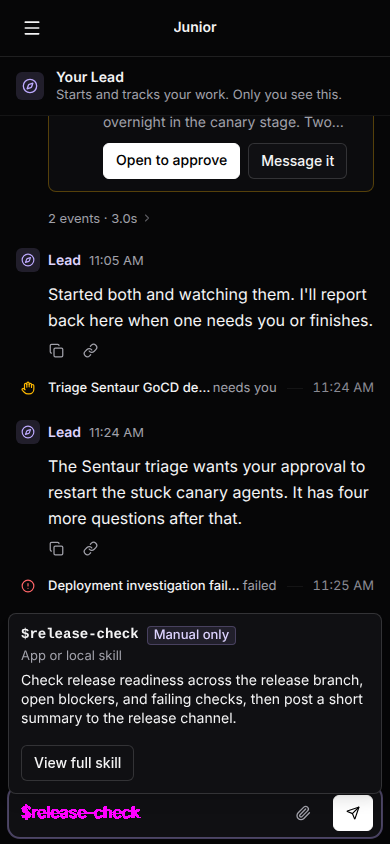 Junior
Your Lead
Starts and tracks your work. Only you see this.
overnight in the canary stage. Two...
Open to approve
Message it
2 events · 3.0s
Lead 11:05 AM
Started both and watching them. I'll report
back here when one needs you or finishes.
Triage Sentaur GoCD de... needs you 11:24 AM
Lead 11:24 AM
The Sentaur triage wants your approval to
restart the stuck canary agents. It has four
more questions after that.
Deployment investigation fail... failed 11:25 AM
$release-check Manual only
App or local skill
Check release readiness across the release branch,
open blockers, and failing checks, then post a short
summary to the release channel.
View full skill
$release-check